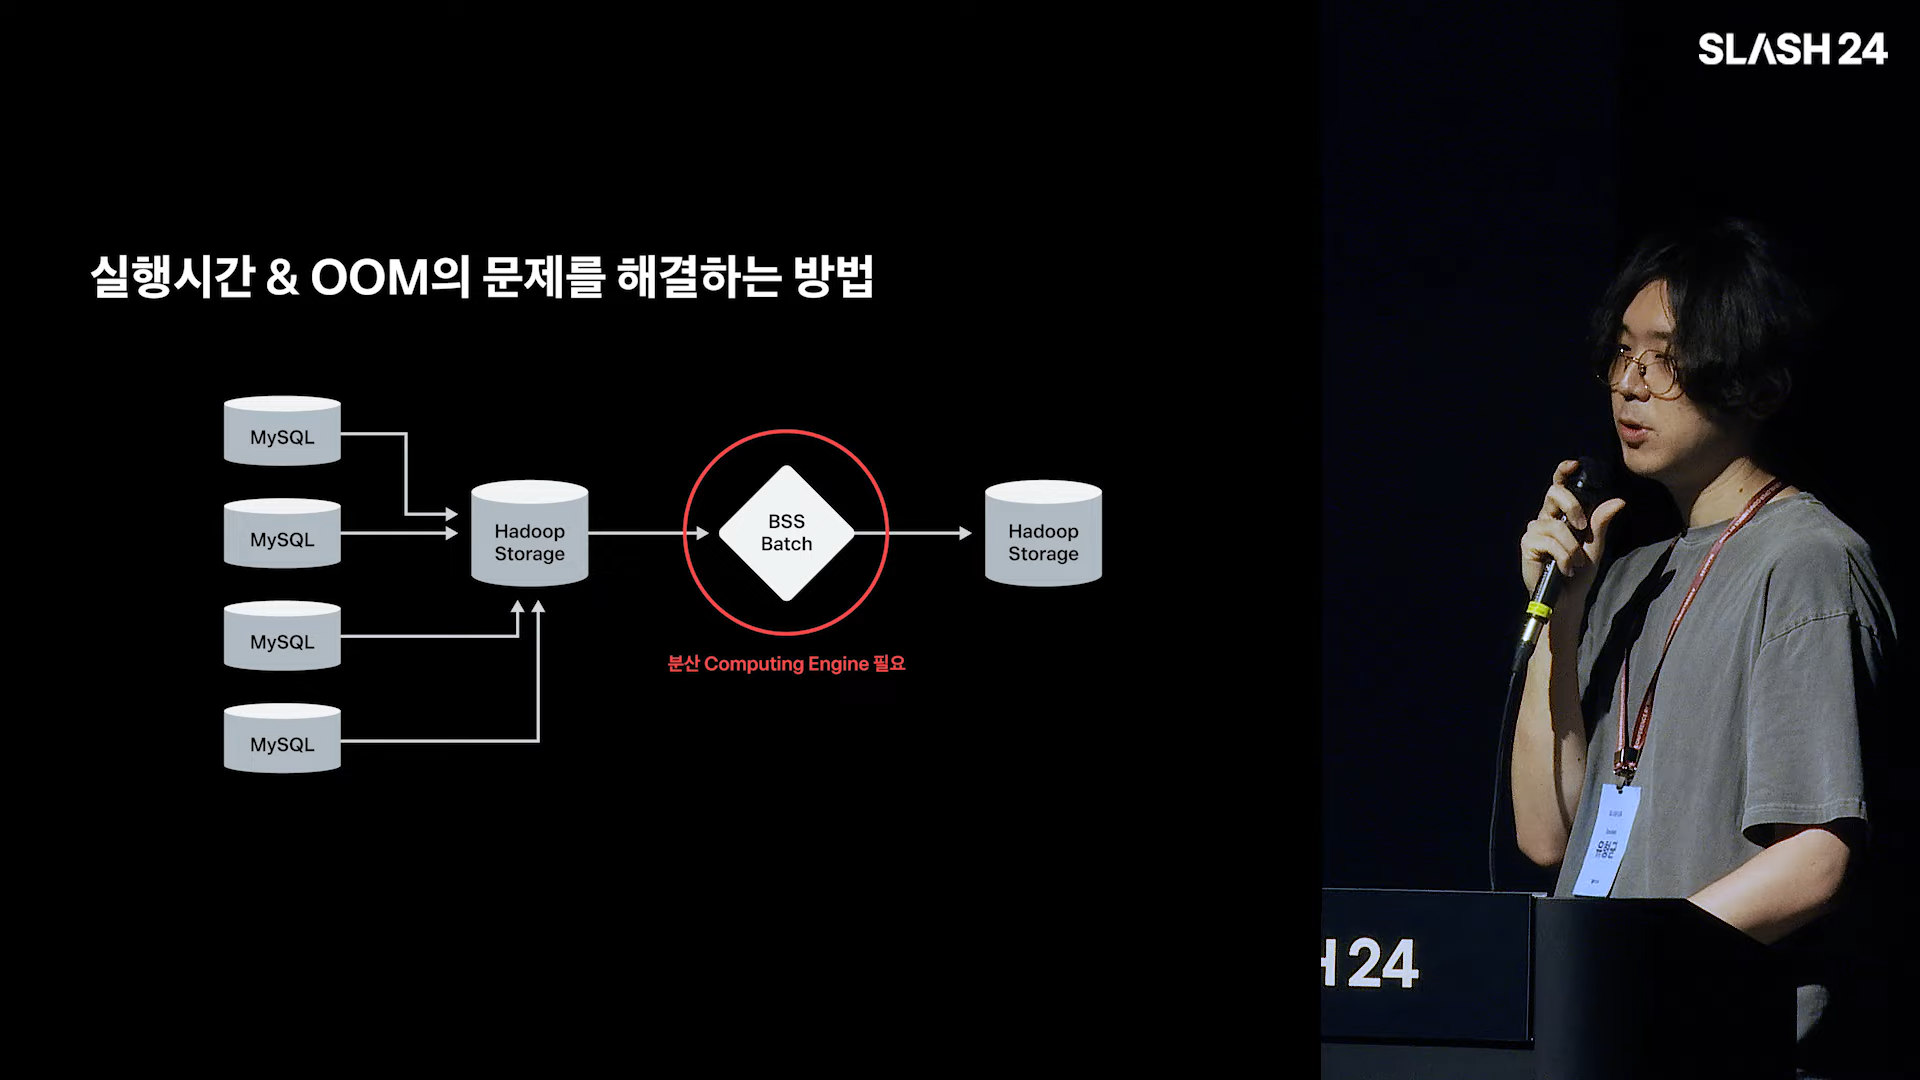 SLASH 24
실행시간 & OOM의 문제를 해결하는 방법
MySQL
MySQL
MySQL
MySQL
Hadoop
Storage
BSS
Batch
Hadoop
Storage
분산 Computing Engine 필요
H 24